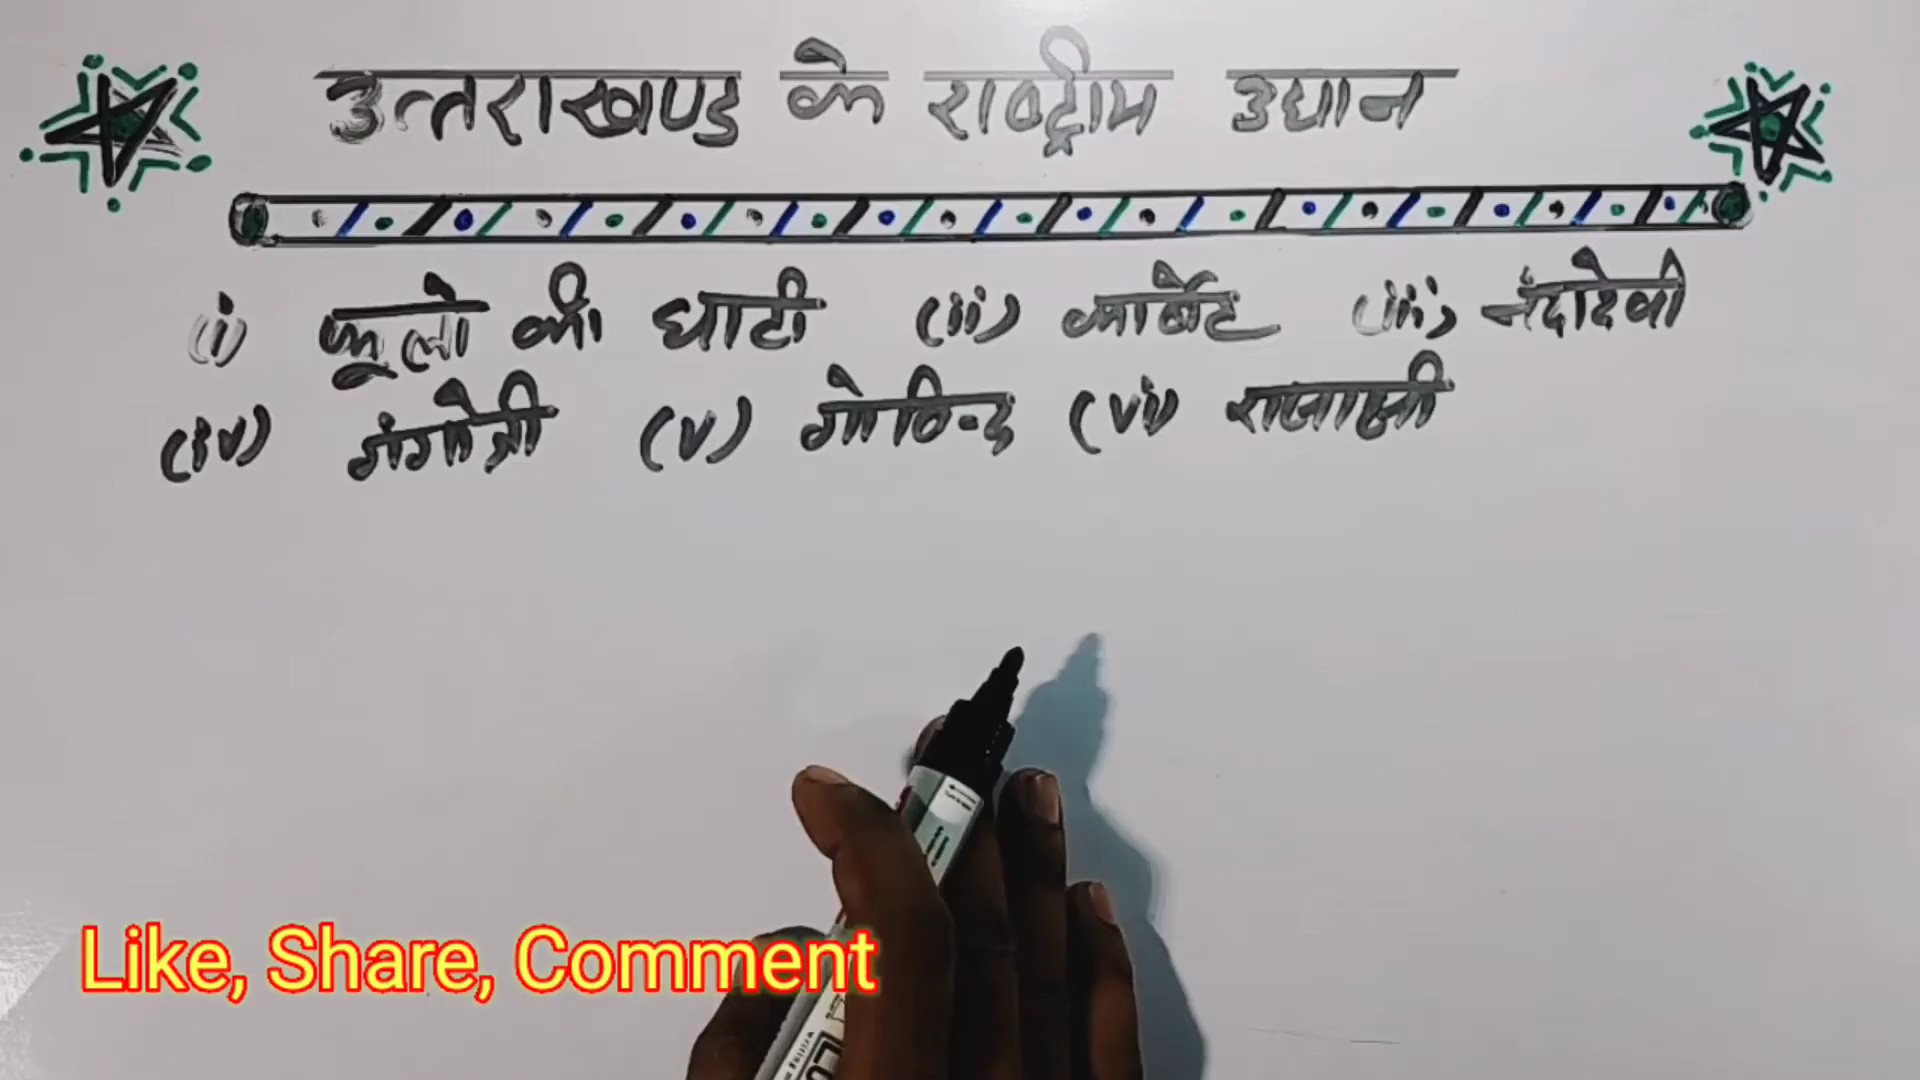 उत्तराखण्ड के राष्ट्रीय उद्यान
(i) फूलो की घाटी (ii) कार्बेट (iii) नंदादेवी
(iv) गंगोत्री (v) गोविन्द (vi) राजाजी
Like, Share, Comment